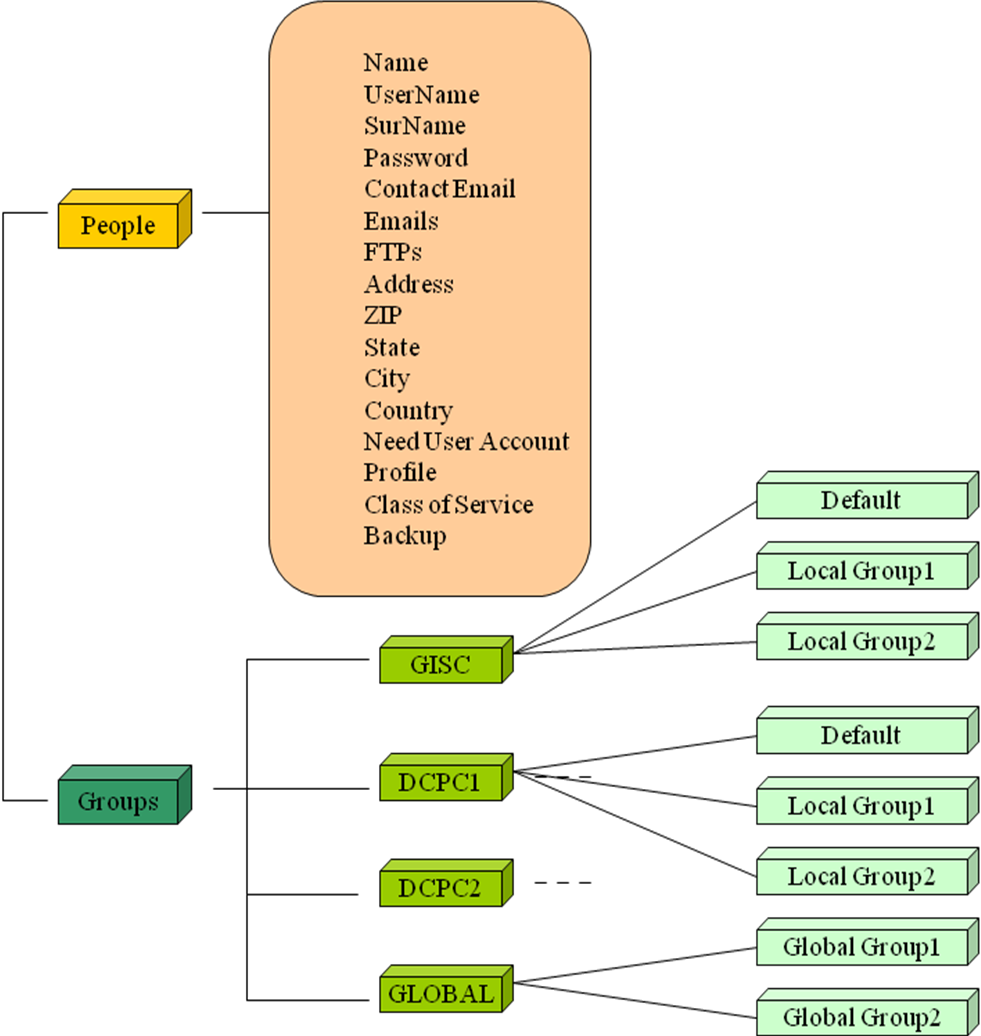 Name
UserName
SurName
Password
Contact Email
Emails
FTPs
Address
ZIP
State
City
Country
Need User Account
Profile
Class of Service
Backup
People
Groups
GISC
DCPC1
DCPC2
GLOBAL
Default
Local Group1
Local Group2
Default
Local Group1
Local Group2
Global Group1
Global Group2